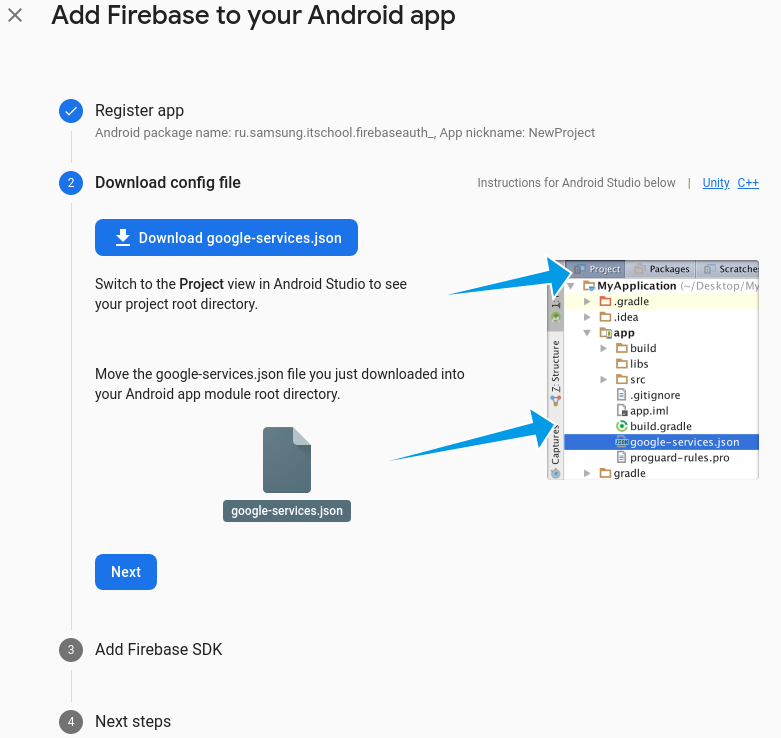 Add Firebase to your Android app
Register app
Android package name: ru.samsung.itschool.firebaseauth_, App nickname: NewProject
2
Download config file
Instructions for Android Studio below | Unity C++
Download google-services.json
Switch to the Project view in Android Studio to see
your project root directory.
Project Packages Scratche
MyApplication (~/Desktop/My
.gradle
.idea
app
build
libs
src
.gitignore
app.iml
build.gradle
google-services.json
proguard-rules.pro
gradle
Z: Structure
Captures
Move the google-services.json file you just downloaded into
your Android app module root directory.
google-services.json
Next
3
Add Firebase SDK
4
Next steps